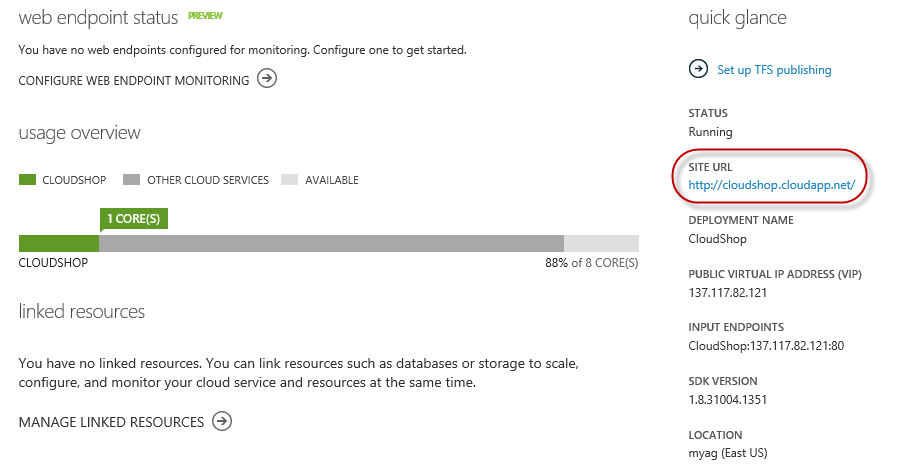 web endpoint status PREVIEW
You have no web endpoints configured for monitoring. Configure one to get started.
CONFIGURE WEB ENDPOINT MONITORING
usage overview
CLOUDSHOP OTHER CLOUD SERVICES AVAILABLE
1 CORE(S)
CLOUDSHOP 88% of 8 CORE(S)
linked resources
You have no linked resources. You can link resources such as databases or storage to scale,
configure, and monitor your cloud service and resources at the same time.
MANAGE LINKED RESOURCES
quick glance
Set up TFS publishing
STATUS
Running
SITE URL
http://cloudshop.cloudapp.net/
DEPLOYMENT NAME
CloudShop
PUBLIC VIRTUAL IP ADDRESS (VIP)
137.117.82.121
INPUT ENDPOINTS
CloudShop:137.117.82.121:80
SDK VERSION
1.8.31004.1351
LOCATION
myag (East US)